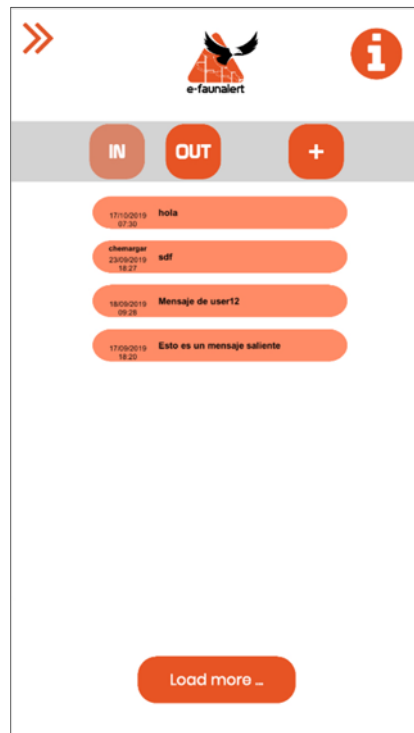 e-faunalert
IN OUT +
17/10/2019
07:30
hola
chemargar
23/09/2019
18:27
sdf
18/09/2019
09:28
Mensaje de user12
17/09/2019
18:20
Esto es un mensaje saliente
Load more ...